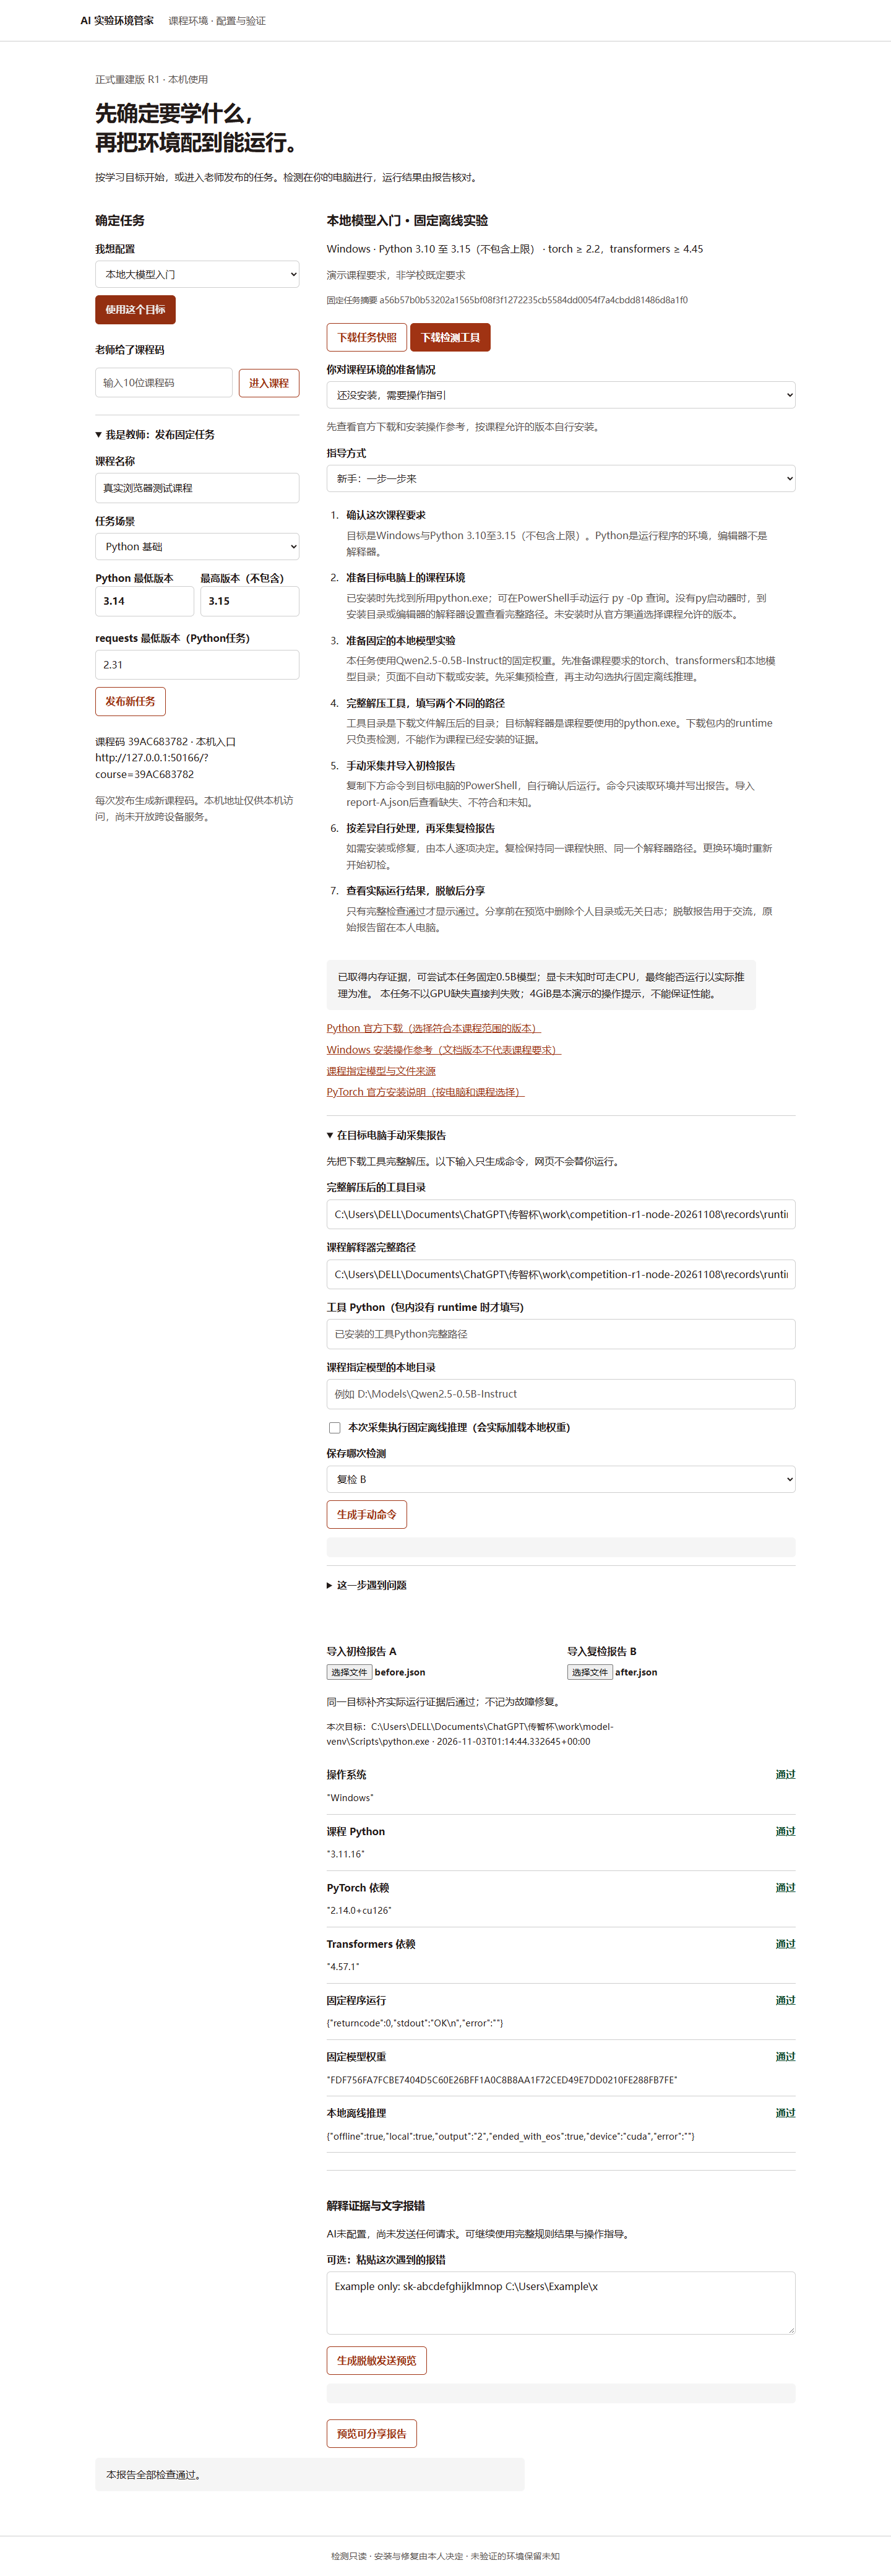 AI 实验环境管家 课程环境 · 配置与验证
正式重建版 R1 · 本机使用
先确定要学什么，
再把环境配到能运行。
按学习目标开始，或进入老师发布的任务。检测在你的电脑进行，运行结果由报告核对。
确定任务
我想配置
本地大模型入门
使用这个目标
老师给了课程码
输入10位课程码 进入课程
▼ 我是教师：发布固定任务
课程名称
真实浏览器测试课程
任务场景
Python 基础
Python 最低版本 最高版本（不包含）
3.14 3.15
requests 最低版本（Python任务）
2.31
发布新任务
课程码 39AC683782 · 本机入口
http://127.0.0.1:50166/?
course=39AC683782
每次发布生成新课程码。本机地址仅供本机访
问，尚未开放跨设备服务。
本地模型入门 · 固定离线实验
Windows · Python 3.10 至 3.15（不包含上限） · torch ≥ 2.2，transformers ≥ 4.45
演示课程要求，非学校既定要求
固定任务摘要 a56b57b0b53202a1565bf08f3f1272235cb5584dd0054f7a4cbdd81486d8a1f0
下载任务快照 下载检测工具
你对课程环境的准备情况
还没安装，需要操作指引
先查看官方下载和安装操作参考，按课程允许的版本自行安装。
指导方式
新手：一步一步来
1. 确认这次课程要求
目标是Windows与Python 3.10至3.15（不包含上限）。Python是运行程序的环境，编辑器不是
解释器。
2. 准备目标电脑上的课程环境
已安装时先找到所用python.exe；可在PowerShell手动运行 py -0p 查询。没有py启动器时，到
安装目录或编辑器的解释器设置查看完整路径。未安装时从官方渠道选择课程允许的版本。
3. 准备固定的本地模型实验
本任务使用Qwen2.5-0.5B-Instruct的固定权重。先准备课程要求的torch、transformers和本地模
型目录；页面不自动下载或安装。先采集预检查，再主动勾选执行固定离线推理。
4. 完整解压工具，填写两个不同的路径
工具目录是下载文件解压后的目录；目标解释器是课程要使用的python.exe。下载包内的runtime
只负责检测，不能作为课程已经安装的证据。
5. 手动采集并导入初检报告
复制下方命令到目标电脑的PowerShell，自行确认后运行。命令只读取环境并写出报告。导入
report-A.json后查看缺失、不符合和未知。
6. 按差异自行处理，再采集复检报告
如需安装或修复，由本人逐项决定。复检保持同一课程快照、同一个解释器路径。更换环境时重新
开始初检。
7. 查看实际运行结果，脱敏后分享
只有完整检查通过才显示通过。分享前在预览中删除个人目录或无关日志；脱敏报告用于交流，原
始报告留在本人电脑。
已取得内存证据，可尝试本任务固定0.5B模型；显卡未知时可走CPU，最终能否运行以实际推
理为准。 本任务不以GPU缺失直接判失败；4GiB是本演示的操作提示，不能保证性能。
Python 官方下载（选择符合本课程范围的版本）
Windows 安装操作参考（文档版本不代表课程要求）
课程指定模型与文件来源
PyTorch 官方安装说明（按电脑和课程选择）
▼ 在目标电脑手动采集报告
先把下载工具完整解压。以下输入只生成命令，网页不会替你运行。
完整解压后的工具目录
C:\Users\DELL\Documents\ChatGPT\传智杯\work\competition-r1-node-20261108\records\runtin
课程解释器完整路径
C:\Users\DELL\Documents\ChatGPT\传智杯\work\competition-r1-node-20261108\records\runtin
工具 Python（包内没有 runtime 时才填写）
已安装的工具Python完整路径
课程指定模型的本地目录
例如 D:\Models\Qwen2.5-0.5B-Instruct
本次采集执行固定离线推理（会实际加载本地权重）
保存哪次检测
复检 B
生成手动命令
▶ 这一步遇到问题
导入初检报告 A 导入复检报告 B
选择文件 before.json 选择文件 after.json
同一目标补齐实际运行证据后通过；不记为故障修复。
本次目标：C:\Users\DELL\Documents\ChatGPT\传智杯\work\model-
venv\Scripts\python.exe · 2026-11-03T01:14:44.332645+00:00
操作系统 通过
"Windows"
课程 Python 通过
"3.11.16"
PyTorch 依赖 通过
"2.14.0+cu126"
Transformers 依赖 通过
"4.57.1"
固定程序运行 通过
{"returncode":0,"stdout":"OK\n","error":""}
固定模型权重 通过
"FDF756FA7FCBE7404D5C60E26BFF1A0C8B8AA1F72CED49E7DD0210FE288FB7FE"
本地离线推理 通过
{"offline":true,"local":true,"output":"2","ended_with_eos":true,"device":"cuda","error":""}
解释证据与文字报错
AI未配置，尚未发送任何请求。可继续使用完整规则结果与操作指导。
可选：粘贴这次遇到的报错
Example only: sk-abcdefghijklmnop C:\Users\Example\x
生成脱敏发送预览
预览可分享报告
本报告全部检查通过。
检测只读 · 安装与修复由本人决定 · 未验证的环境保留未知